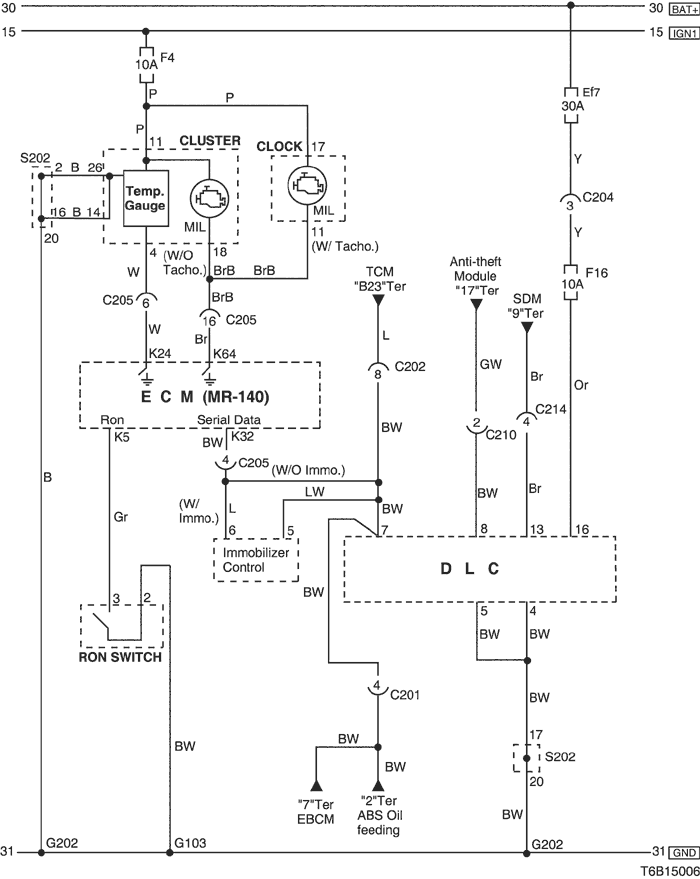 30
30 BAT+
15
15 IGN1
F4
10A
P
P
P
Ef7
30A
Y
11
CLUSTER
CLOCK 17
S202
2 B 26
Temp.
Gauge
C204
3
16 B 14
MIL
MIL
20
Y
11
(W/ Tacho.)
4
(W/O
Tacho.)
18
W
BrB
BrB
BrB
TCM
"B23"Ter
Anti-theft
Module
"17"Ter
F16
10A
SDM
"9"Ter
C205
6
16
C205
W
Br
L
K24
K64
GW
Br
C202
8
Or
E C M (MR-140)
Ron
Serial Data
K5
BW
K32
C214
4
2
C210
BW
4
C205
(W/O Immo.)
B
LW
BW
Br
(W/
Immo.)
L
BW
Gr
6
5
7
8
13
16
Immobilizer
Control
D L C
BW
3
2
5
4
BW
BW
RON SWITCH
4
C201
BW
BW
17
S202
BW
BW
20
"7"Ter
EBCM
"2"Ter
ABS Oil
feeding
BW
31
G202
G103
G202
31 GND
T6B15006